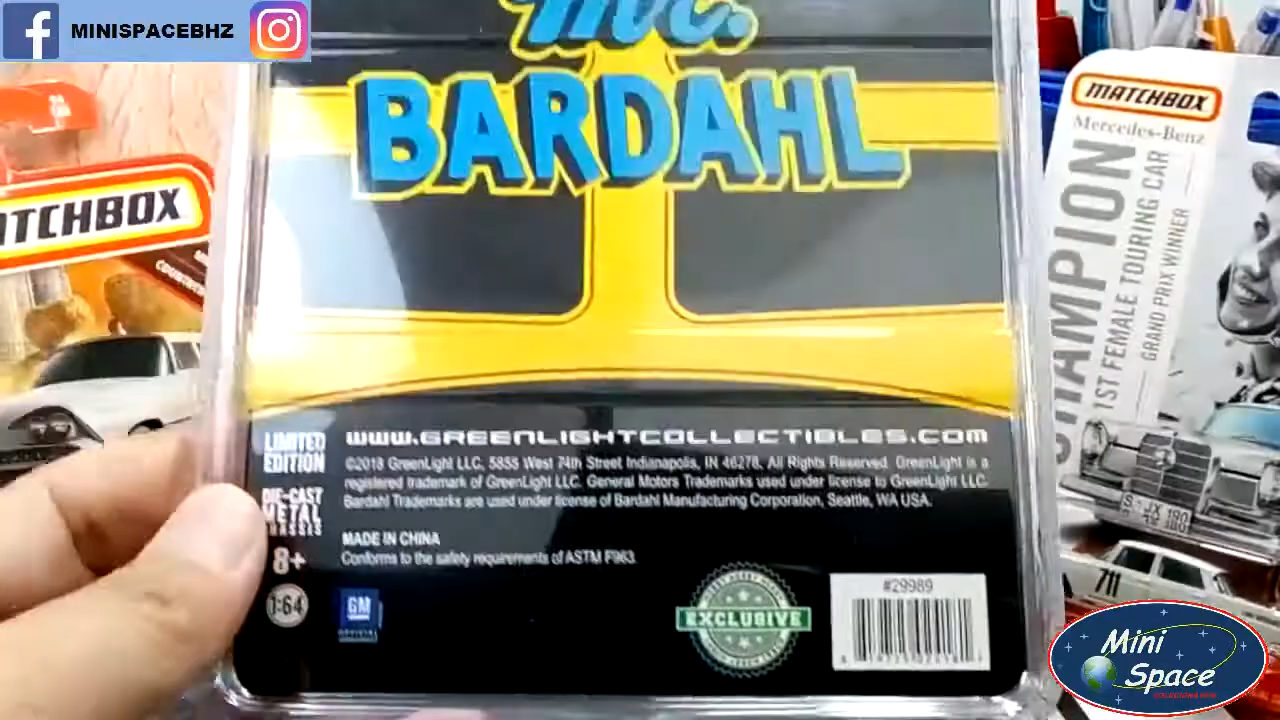 MINISPACEBHZ
BARDAHL
MATCHBOX
Mercedes-Benz
CHAMPION
1ST FEMALE TOURING CAR
GRAND PRIX WINNER
LIMITED
EDITION
DIE-CAST
METAL
8+
1:64
WWW.GREENLIGHTCOLLECTIBLES.COM
©2018 GreenLight LLC, 5855 West 74th Street Indianapolis, IN 46278. All Rights Reserved. GreenLight is a
registered trademark of GreenLight LLC. General Motors Trademarks used under license to GreenLight LLC.
Bardahl Trademarks are used under license of Bardahl Manufacturing Corporation, Seattle, WA USA.
MADE IN CHINA
Conforms to the safety requirements of ASTM F963.
GM
OFFICIAL
EXCLUSIVE
#29989
711
Mini
Space